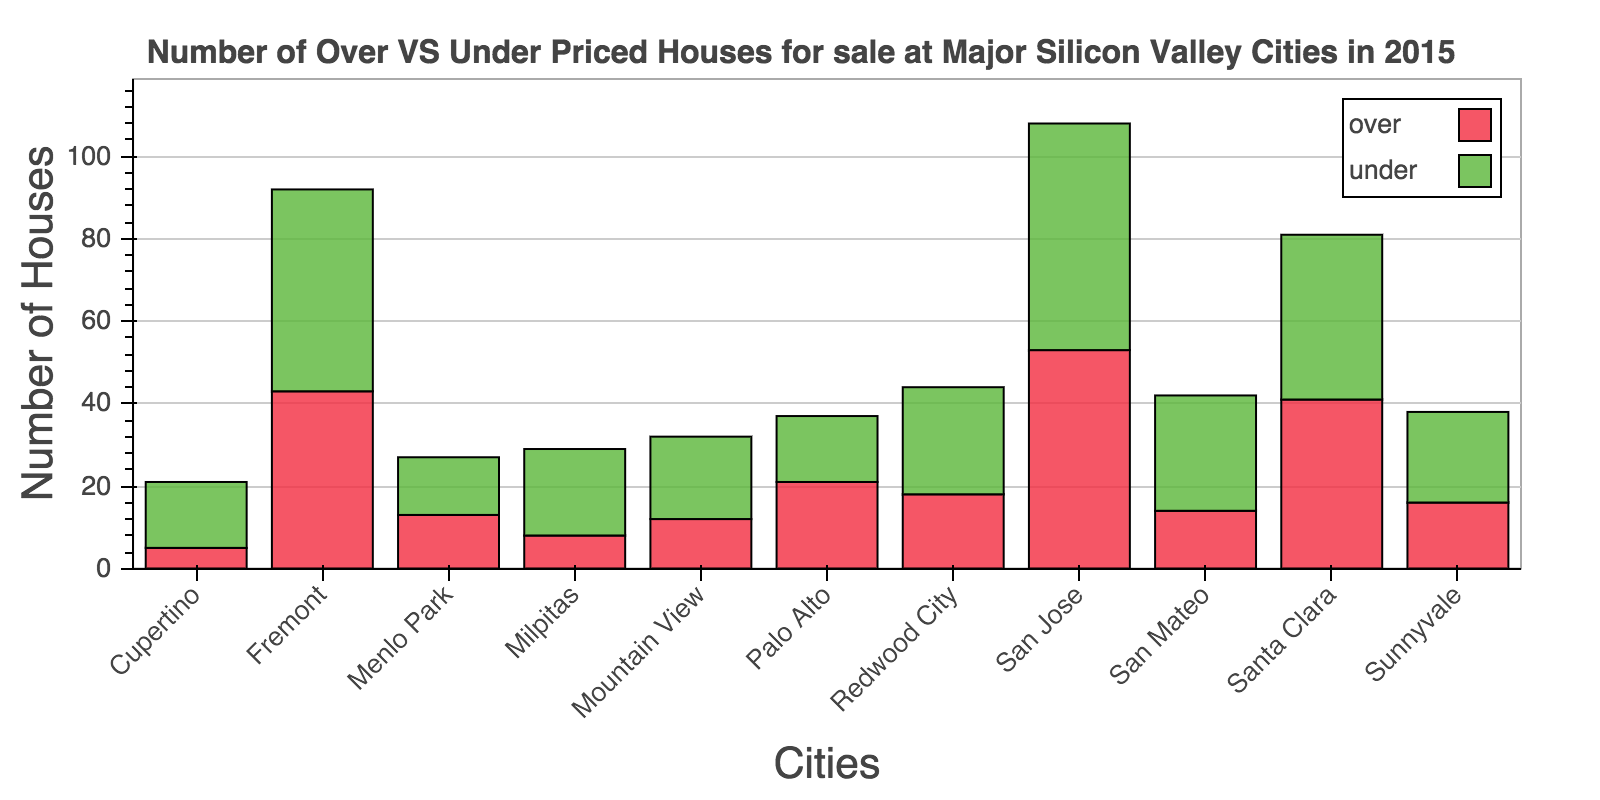 Number of Over VS Under Priced Houses for sale at Major Silicon Valley Cities in 2015
over
under
Number of Houses
100
80
60
40
20
0
Cupertino
Fremont
Menlo Park
Milpitas
Mountain View
Palo Alto
Redwood City
San Jose
San Mateo
Santa Clara
Sunnyvale
Cities